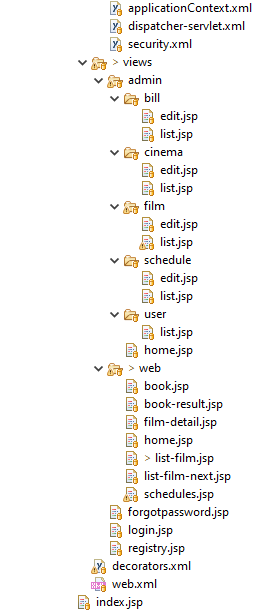 applicationContext.xml
dispatcher-servlet.xml
security.xml
> views
admin
bill
edit.jsp
list.jsp
cinema
edit.jsp
list.jsp
film
edit.jsp
list.jsp
schedule
edit.jsp
list.jsp
user
list.jsp
home.jsp
> web
book.jsp
book-result.jsp
film-detail.jsp
home.jsp
> list-film.jsp
list-film-next.jsp
schedules.jsp
forgotpassword.jsp
login.jsp
registry.jsp
decorators.xml
web.xml
index.jsp